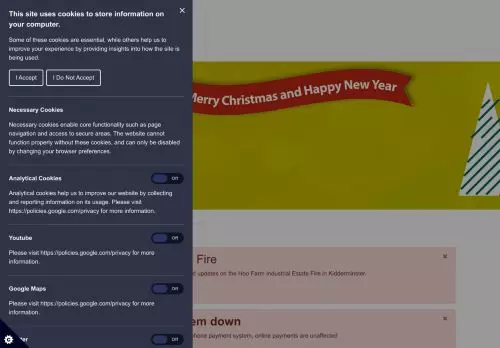 This site uses cookies to store information on
your computer.
Some of these cookies are essential, while others help us to
improve your experience by providing insights into how the site is
being used.
I Accept
I Do Not Accept
Necessary Cookies
Necessary cookies enable core functionality such as page
navigation and access to secure areas. The website cannot
function properly without these cookies, and can only be disabled
by changing your browser preferences.
Analytical Cookies
Off
Analytical cookies help us to improve our website by collecting
and reporting information on its usage. Please visit
https://policies.google.com/privacy for more information.
Youtube
Off
Please visit https://policies.google.com/privacy for more
information.
Google Maps
Off
Please visit https://policies.google.com/privacy for more
information.
Off
Merry Christmas and Happy New Year
Fire
updates on the Hoo Farm Industrial Estate Fire in Kidderminster.
down
phone payment system, online payments are unaffected